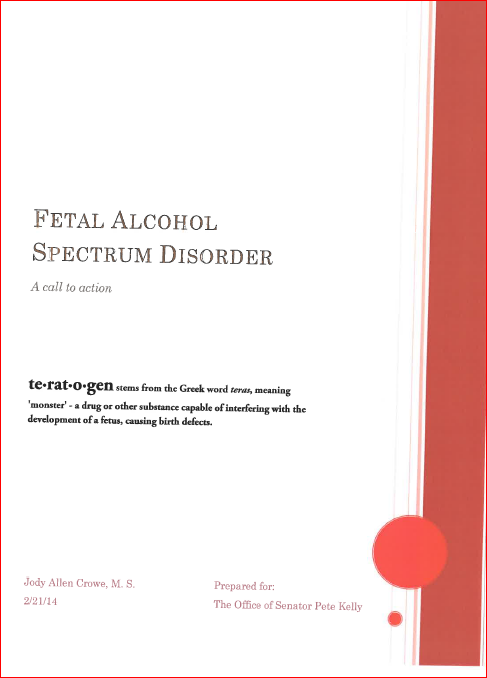 FETAL ALCOHOL
SPECTRUM DISORDER
A call to action
te•rat•o•gen stems from the Greek word teras, meaning
'monster' - a drug or other substance capable of interfering with the
development of a fetus, causing birth defects.
Jody Allen Crowe, M. S.
2/21/14
Prepared for:
The Office of Senator Pete Kelly